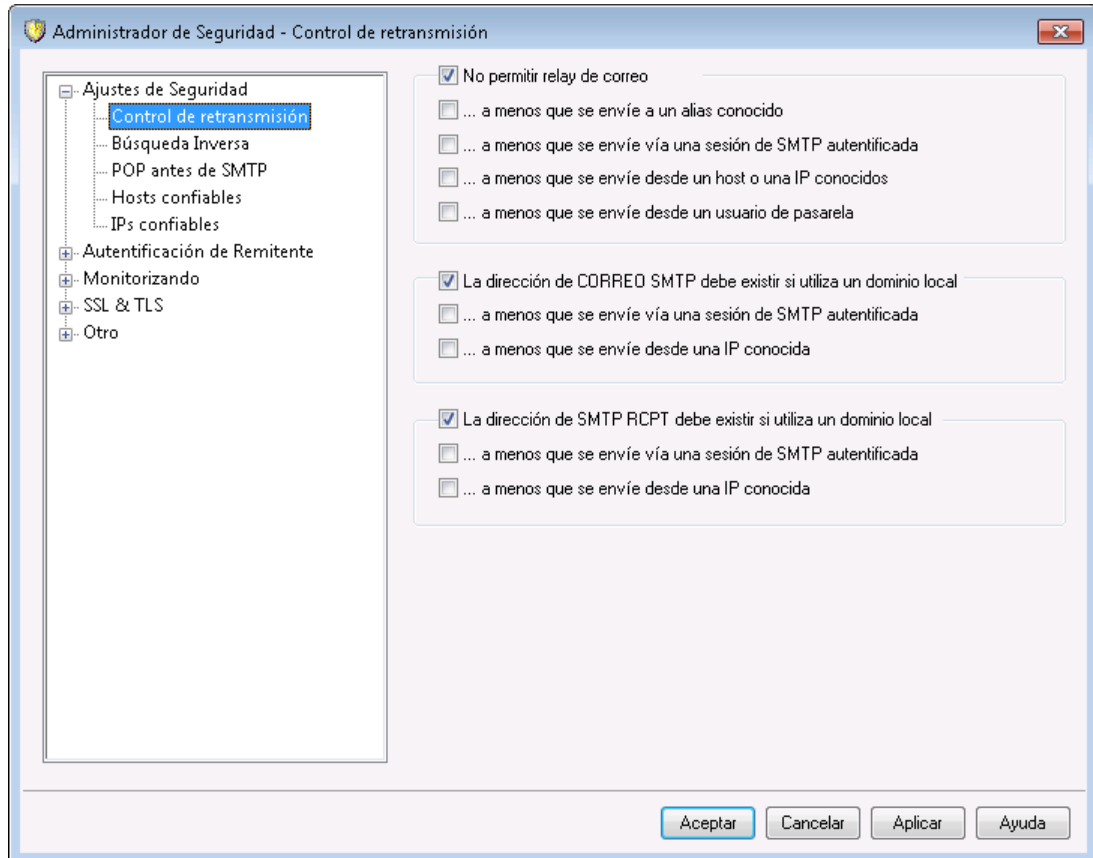 Administrador de Seguridad - Control de retransmisión
Ajustes de Seguridad
Control de retransmisión
Búsqueda Inversa
POP antes de SMTP
Hosts confiables
IPs confiables
Autentificación de Remitente
Monitorizando
SSL & TLS
Otro
No permitir relay de correo
... a menos que se envíe a un alias conocido
... a menos que se envíe vía una sesión de SMTP autentificada
... a menos que se envíe desde un host o una IP conocidos
... a menos que se envíe desde un usuario de pasarela
La dirección de CORREO SMTP debe existir si utiliza un dominio local
... a menos que se envíe vía una sesión de SMTP autentificada
... a menos que se envíe desde una IP conocida
La dirección de SMTP RCPT debe existir si utiliza un dominio local
... a menos que se envíe vía una sesión de SMTP autentificada
... a menos que se envíe desde una IP conocida
Aceptar Cancelar Aplicar Ayuda